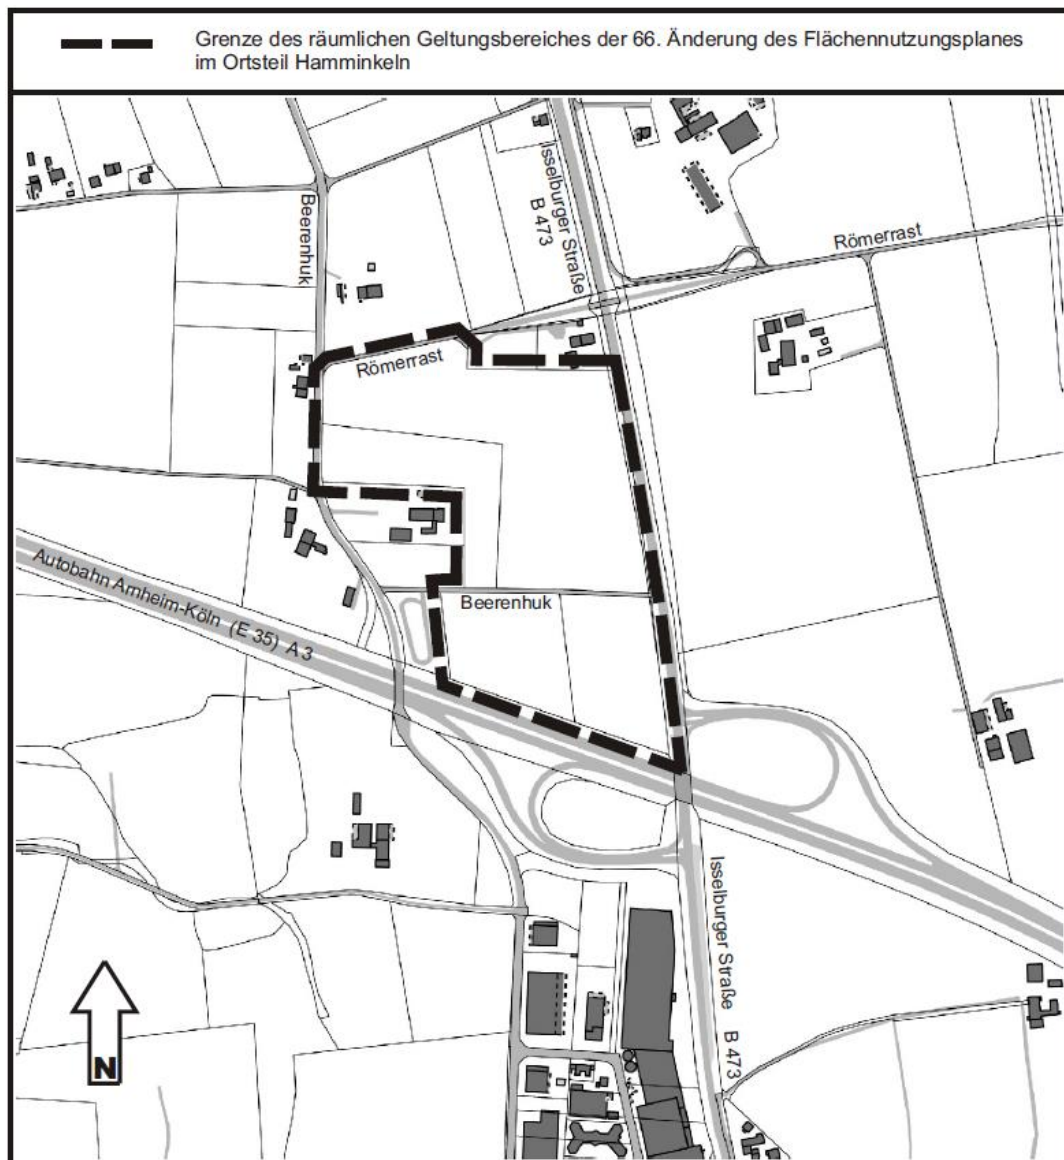 Grenze des räumlichen Geltungsbereiches der 66. Änderung des Flächennutzungsplanes
im Ortsteil Hamminkeln
Isselburger Straße
B 473
Beerenhuk
Römerrast
Römerrast
Autobahn Arnheim-Köln (E 35) A 3
Beerenhuk
Isselburger Straße B 473
N